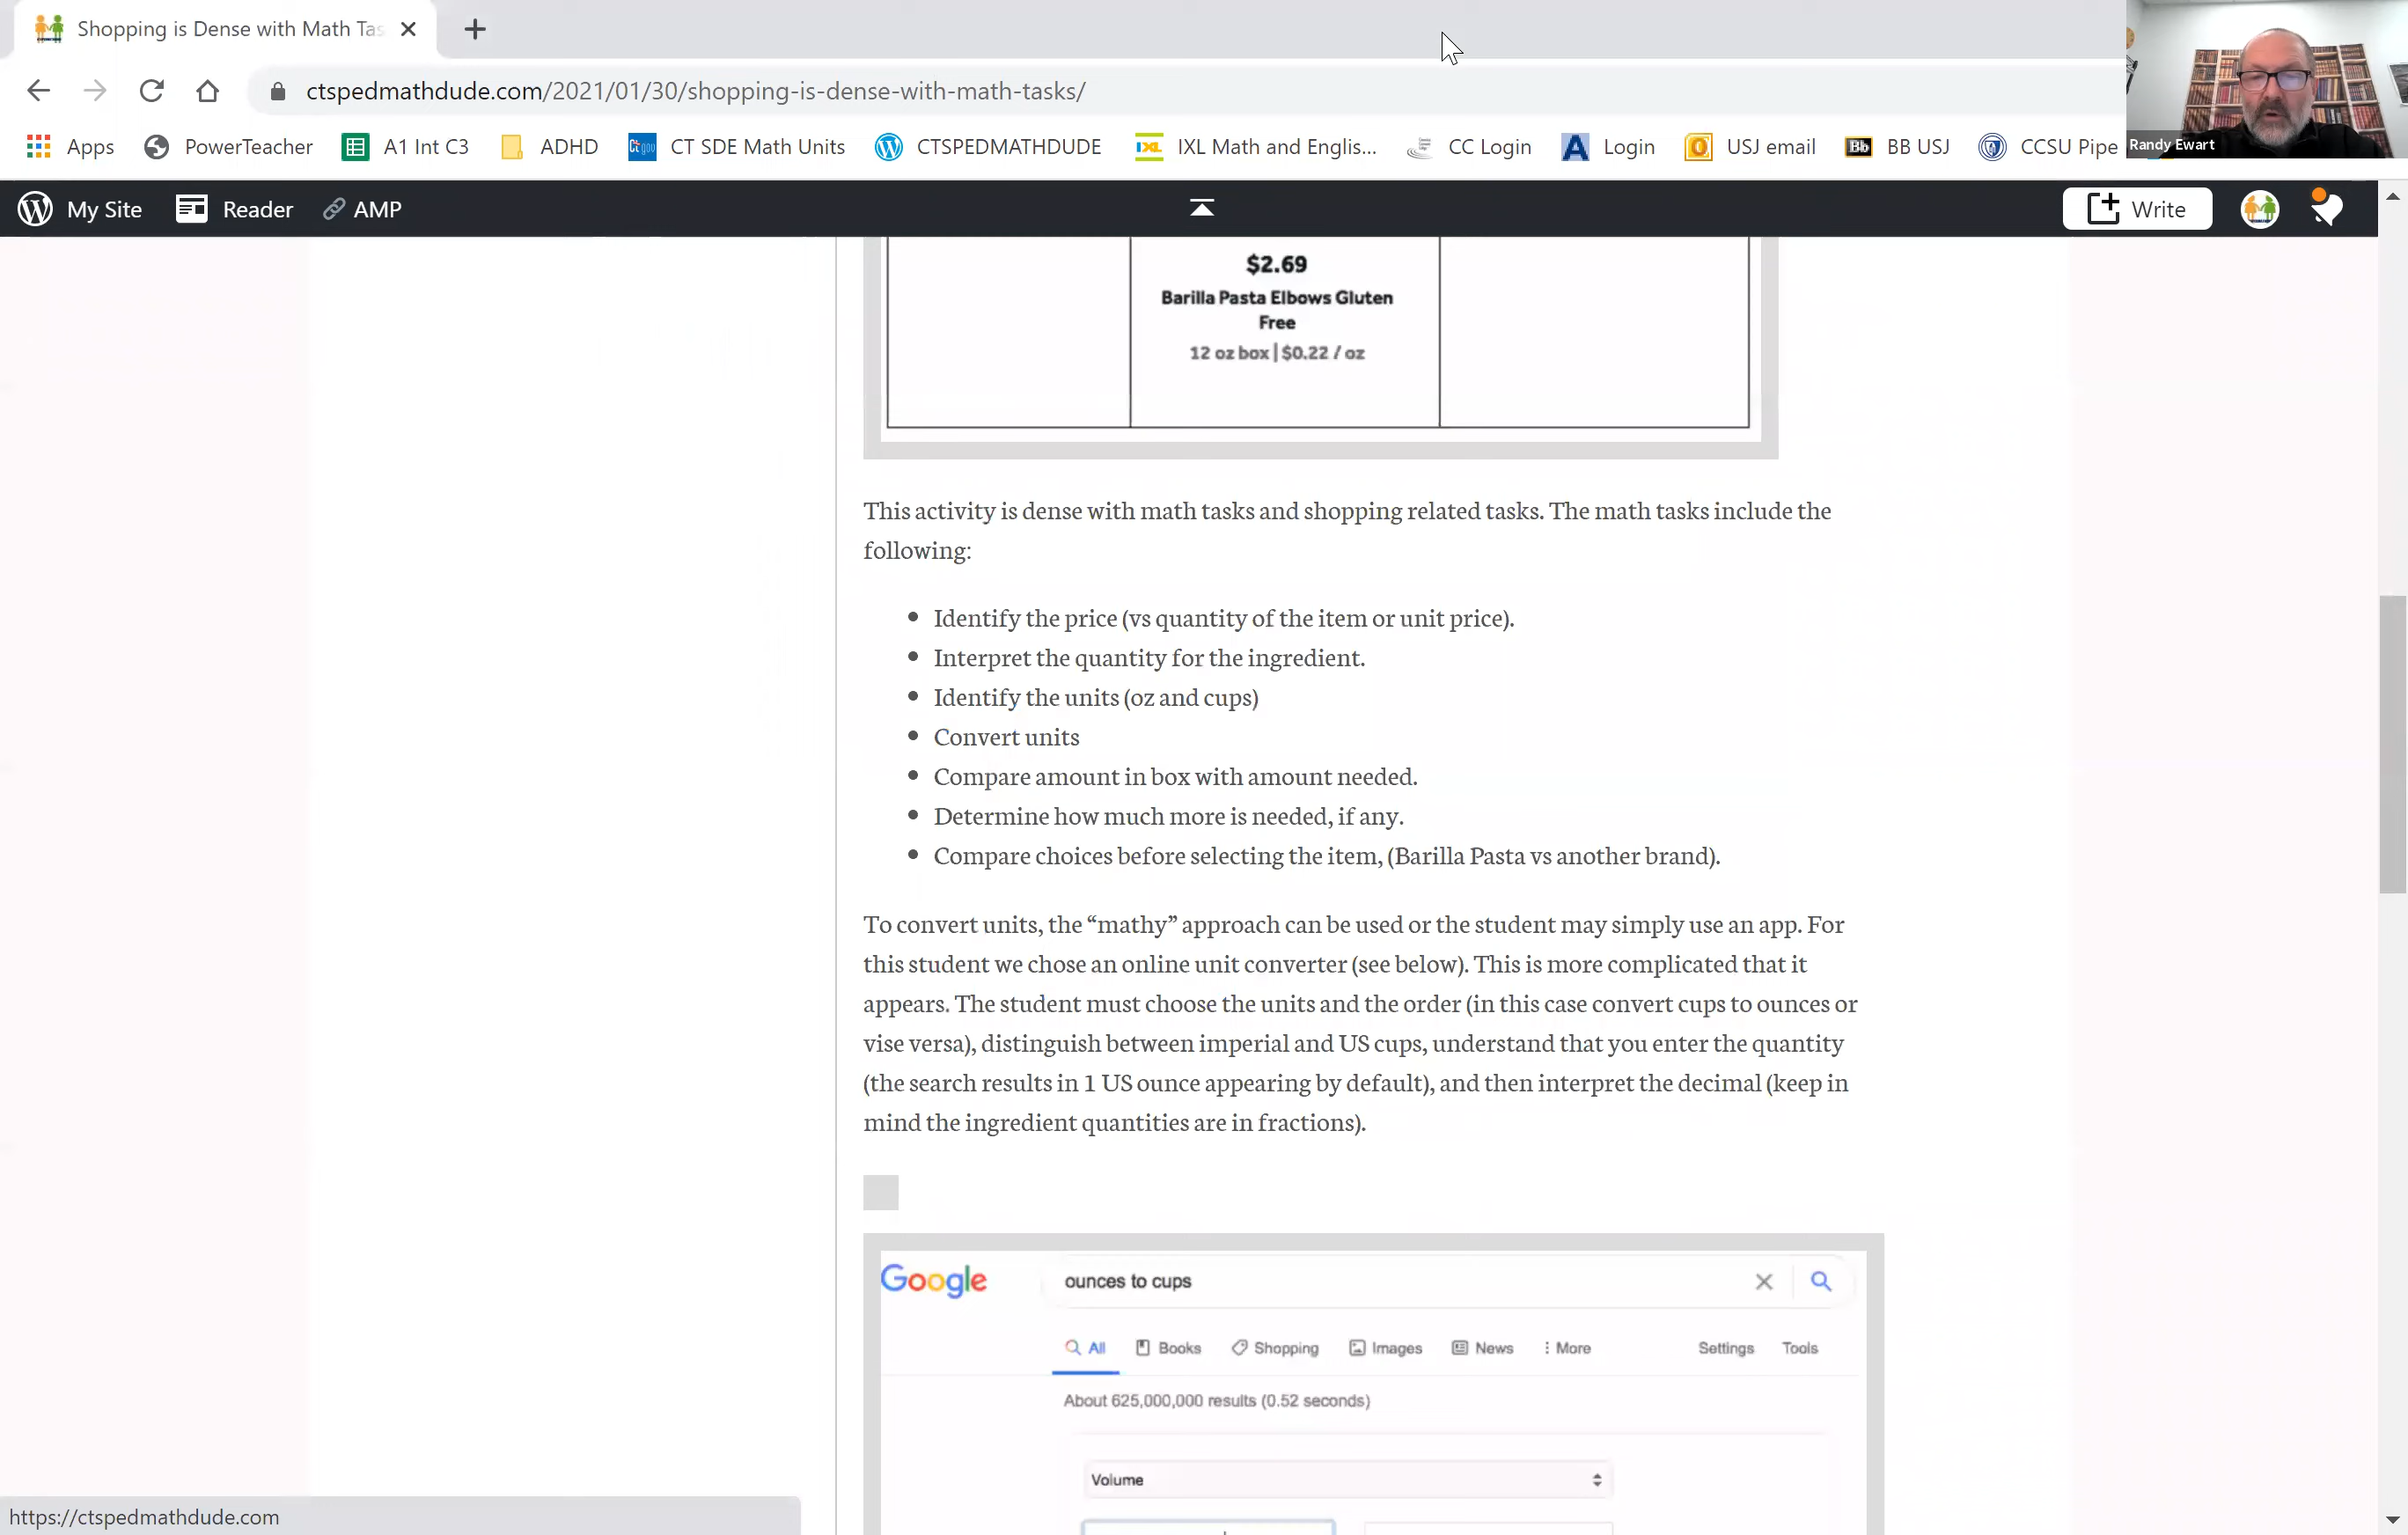 Shopping is Dense with Math Tas
ctspedmathdude.com/2021/01/30/shopping-is-dense-with-math-tasks/
Apps PowerTeacher A1 Int C3 ADHD CT SDE Math Units CTSPEDMATHDUDE IXL Math and Englis... CC Login Login USJ email BB USJ CCSU Pipe
Randy Ewart
My Site Reader AMP Write
$2.69
Barilla Pasta Elbows Gluten
Free
12 oz box | $0.22 / oz
This activity is dense with math tasks and shopping related tasks. The math tasks include the
following:
• Identify the price (vs quantity of the item or unit price).
• Interpret the quantity for the ingredient.
• Identify the units (oz and cups)
• Convert units
• Compare amount in box with amount needed.
• Determine how much more is needed, if any.
• Compare choices before selecting the item, (Barilla Pasta vs another brand).
To convert units, the “mathy” approach can be used or the student may simply use an app. For
this student we chose an online unit converter (see below). This is more complicated that it
appears. The student must choose the units and the order (in this case convert cups to ounces or
vise versa), distinguish between imperial and US cups, understand that you enter the quantity
(the search results in 1 US ounce appearing by default), and then interpret the decimal (keep in
mind the ingredient quantities are in fractions).
Google ounces to cups
All Books Shopping Images News More Settings Tools
About 625,000,000 results (0.52 seconds)
Volume
https://ctspedmathdude.com